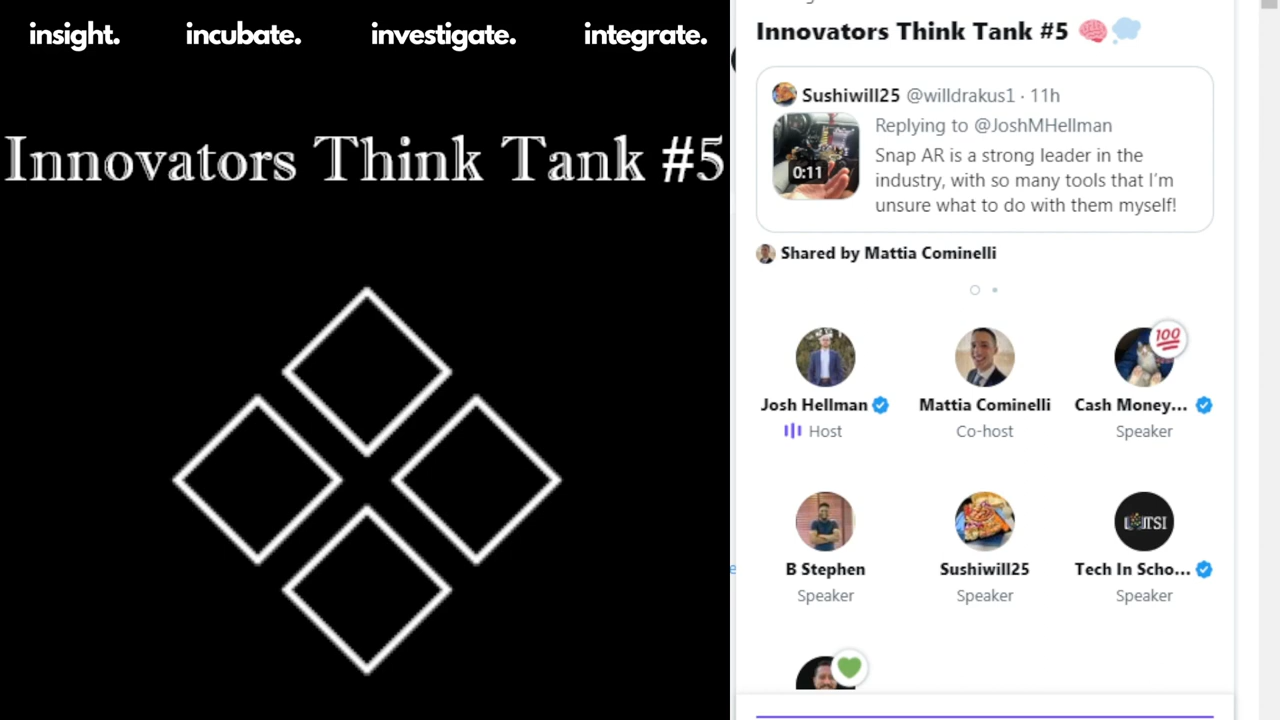 insight. incubate. investigate. integrate.
Innovators Think Tank #5
Innovators Think Tank #5
Sushiwill25 @willdrakus1 · 11h
Replying to @JoshMHellman
Snap AR is a strong leader in the
industry, with so many tools that I'm
unsure what to do with them myself!
0:11
Shared by Mattia Cominelli
100
Josh Hellman Mattia Cominelli Cash Money...
Host Co-host Speaker
B Stephen Sushiwill25 Tech In Scho...
Speaker Speaker Speaker